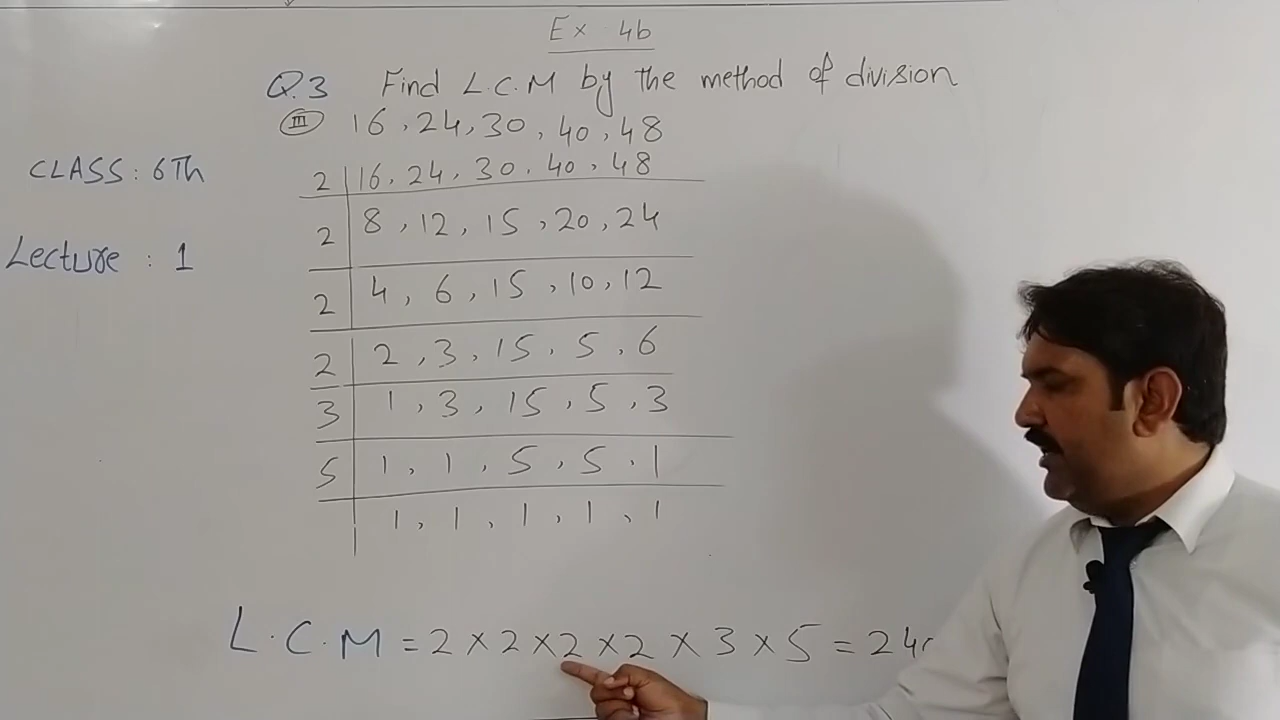 Ex 4b
Q.3 Find L.C.M by the method of division
III 16, 24, 30, 40, 48
CLASS: 6Th
Lecture : 1
2 | 16, 24, 30, 40, 48
2 | 8, 12, 15, 20, 24
2 | 4, 6, 15, 10, 12
2 | 2, 3, 15, 5, 6
3 | 1, 3, 15, 5, 3
5 | 1, 1, 5, 5, 1
| 1, 1, 1, 1, 1
L.C.M = 2 × 2 × 2 × 2 × 3 × 5 = 24